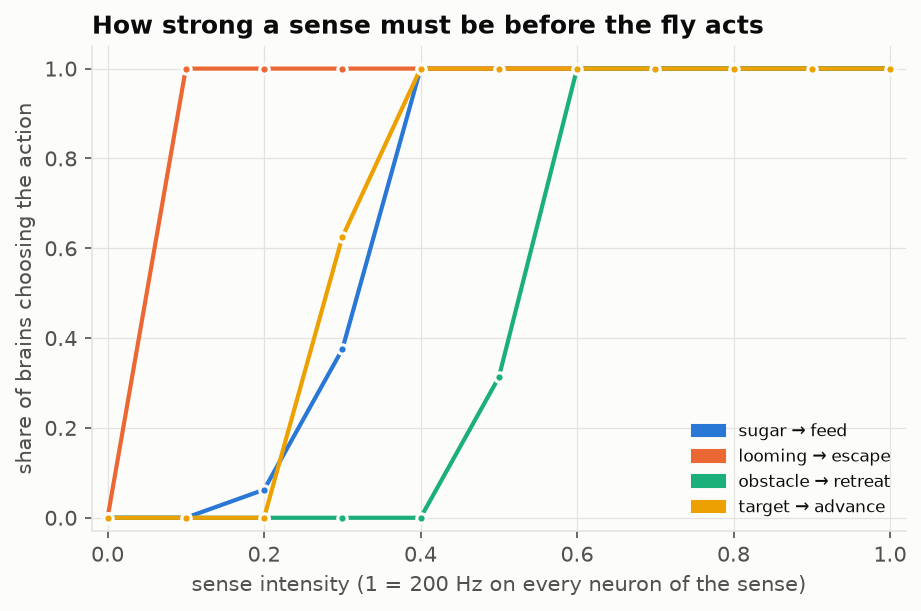 How strong a sense must be before the fly acts
share of brains choosing the action
1.0
0.8
0.6
0.4
0.2
0.0
sugar → feed
looming → escape
obstacle → retreat
target → advance
0.0 0.2 0.4 0.6 0.8 1.0
sense intensity (1 = 200 Hz on every neuron of the sense)